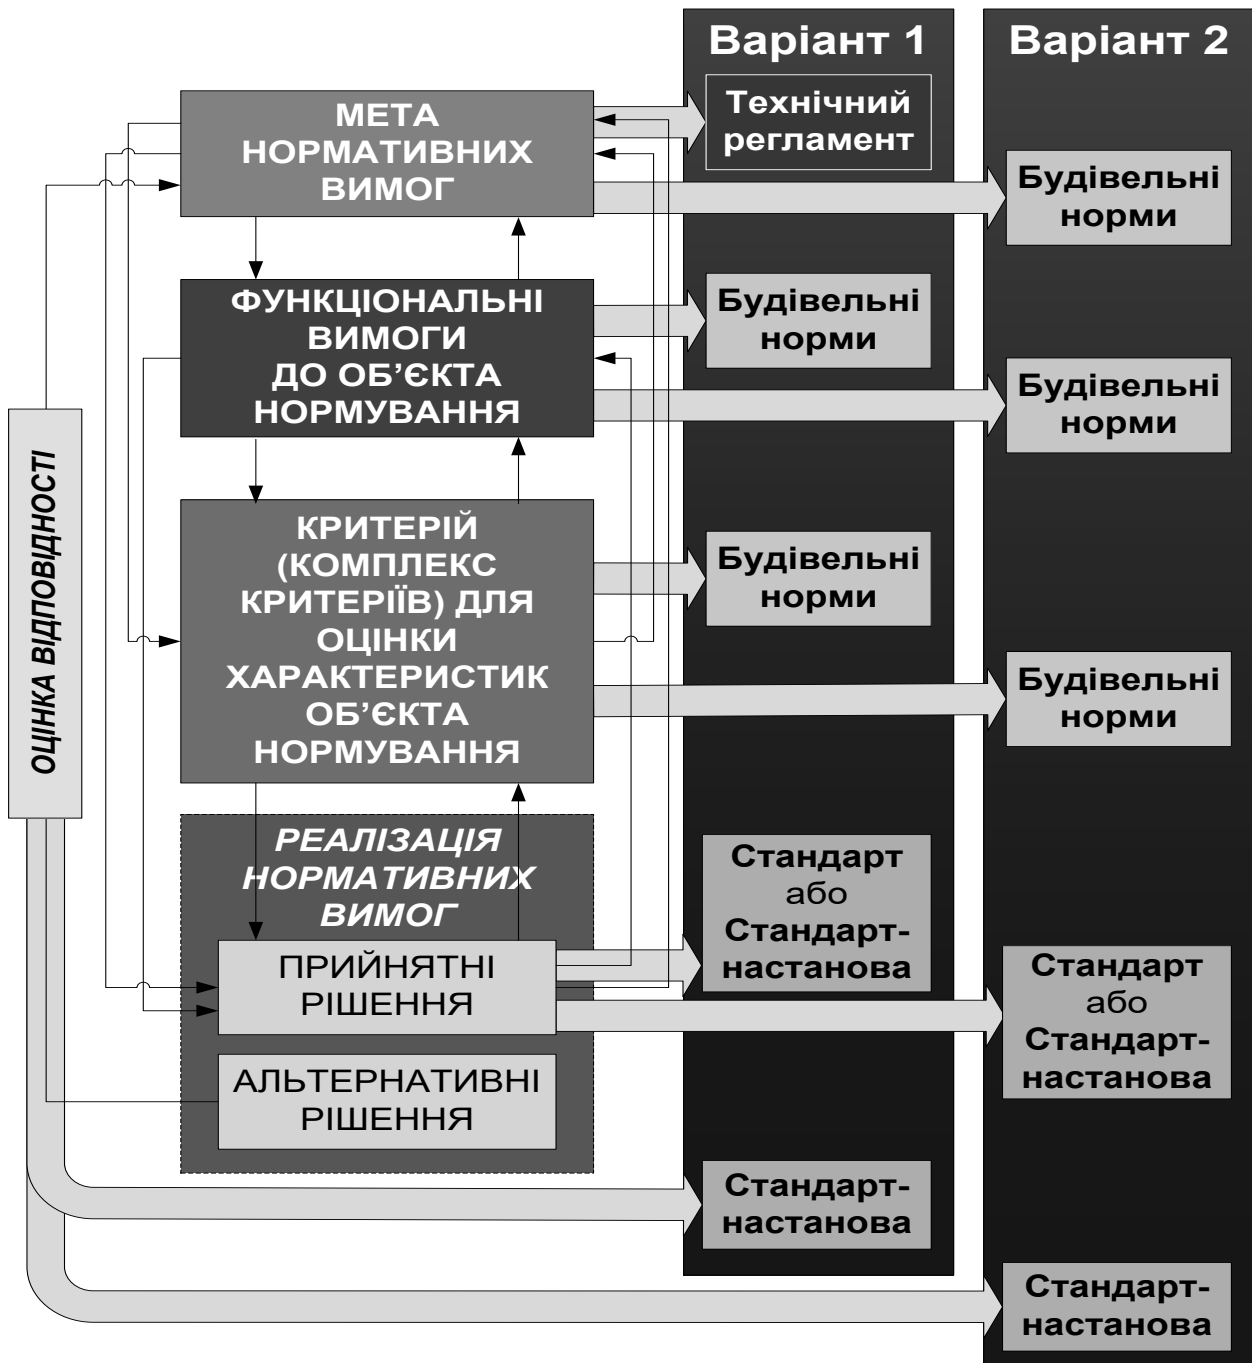 Варіант 1
Варіант 2
МЕТА
НОРМАТИВНИХ
ВИМОГ
Технічний
регламент
Будівельні
норми
ФУНКЦІОНАЛЬНІ
ВИМОГИ
ДО ОБ’ЄКТА
НОРМУВАННЯ
Будівельні
норми
Будівельні
норми
ОЦІНКА ВІДПОВІДНОСТІ
КРИТЕРІЙ
(КОМПЛЕКС
КРИТЕРІЇВ) ДЛЯ
ОЦІНКИ
ХАРАКТЕРИСТИК
ОБ’ЄКТА
НОРМУВАННЯ
Будівельні
норми
Будівельні
норми
РЕАЛІЗАЦІЯ
НОРМАТИВНИХ
ВИМОГ
ПРИЙНЯТНІ
РІШЕННЯ
АЛЬТЕРНАТИВНІ
РІШЕННЯ
Стандарт
або
Стандарт-
настанова
Стандарт
або
Стандарт-
настанова
Стандарт-
настанова
Стандарт-
настанова